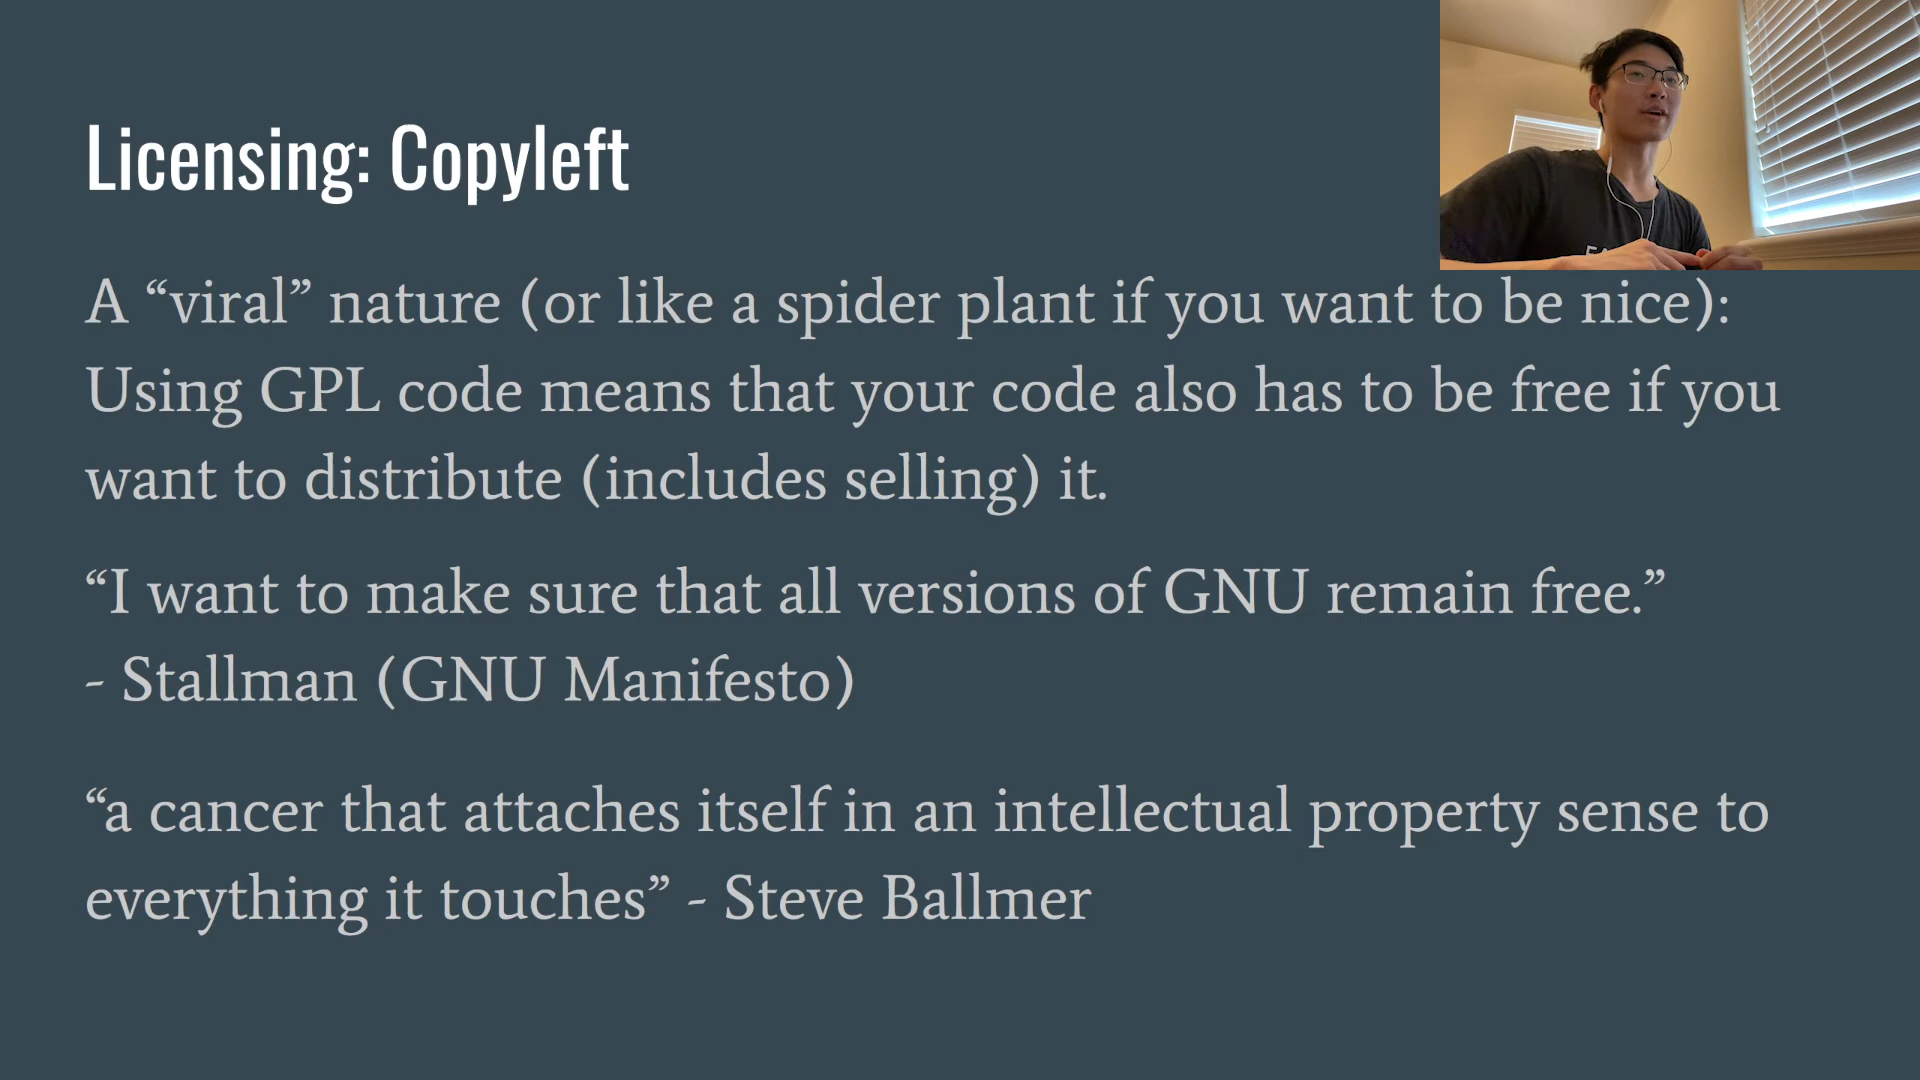 Licensing: Copyleft
A “viral” nature (or like a spider plant if you want to be nice):
Using GPL code means that your code also has to be free if you
want to distribute (includes selling) it.
“I want to make sure that all versions of GNU remain free.”
- Stallman (GNU Manifesto)
“a cancer that attaches itself in an intellectual property sense to
everything it touches” - Steve Ballmer